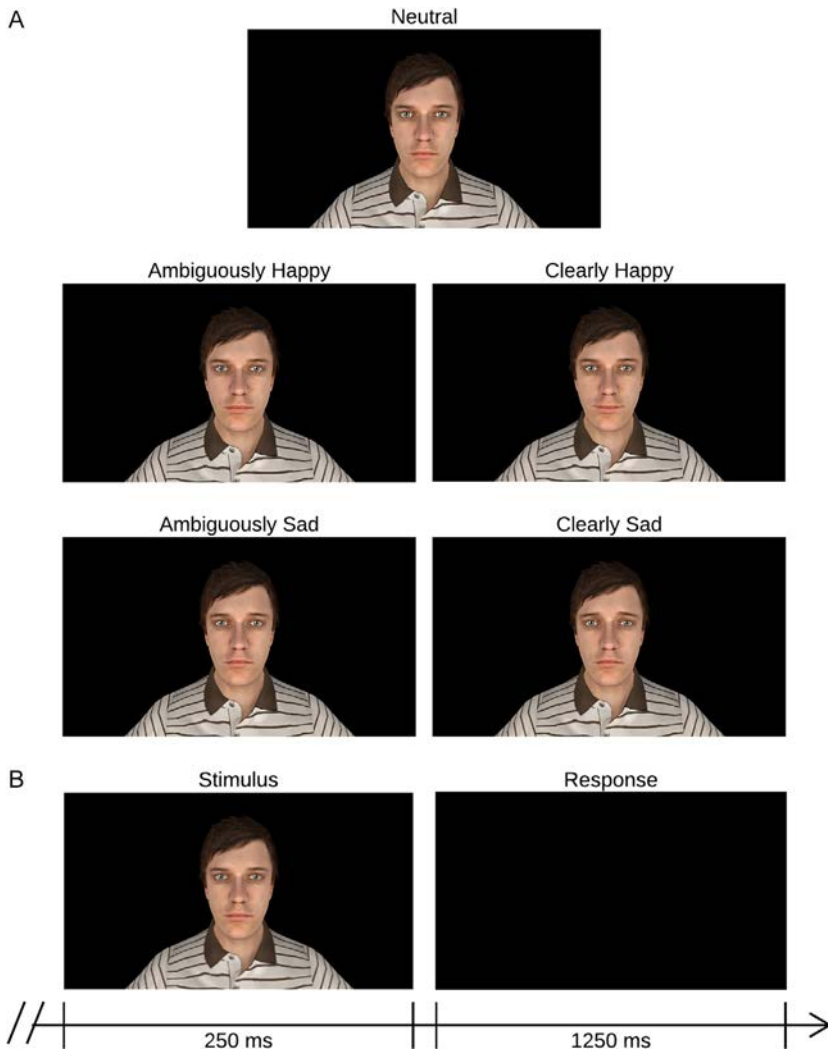 A
Neutral
Ambiguously Happy
Clearly Happy
Ambiguously Sad
Clearly Sad
B
Stimulus
Response
250 ms
1250 ms